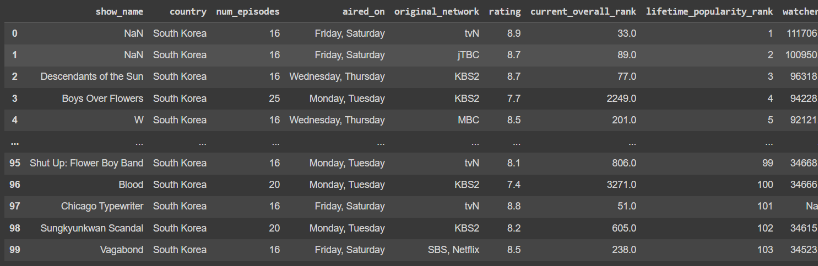 show_name country num_episodes aired_on original_network rating current_overall_rank lifetime_popularity_rank watcher
0 NaN South Korea 16 Friday, Saturday tvN 8.9 33.0 1 111706
1 NaN South Korea 16 Friday, Saturday jTBC 8.7 89.0 2 100950
2 Descendants of the Sun South Korea 16 Wednesday, Thursday KBS2 8.7 77.0 3 96318
3 Boys Over Flowers South Korea 25 Monday, Tuesday KBS2 7.7 2249.0 4 94228
4 W South Korea 16 Wednesday, Thursday MBC 8.5 201.0 5 92121
... ... ... ... ... ... ... ... ...
95 Shut Up: Flower Boy Band South Korea 16 Monday, Tuesday tvN 8.1 806.0 99 34668
96 Blood South Korea 20 Monday, Tuesday KBS2 7.4 3271.0 100 34666
97 Chicago Typewriter South Korea 16 Friday, Saturday tvN 8.8 51.0 101 Na
98 Sungkyunkwan Scandal South Korea 20 Monday, Tuesday KBS2 8.2 605.0 102 34615
99 Vagabond South Korea 16 Friday, Saturday SBS, Netflix 8.5 238.0 103 34523